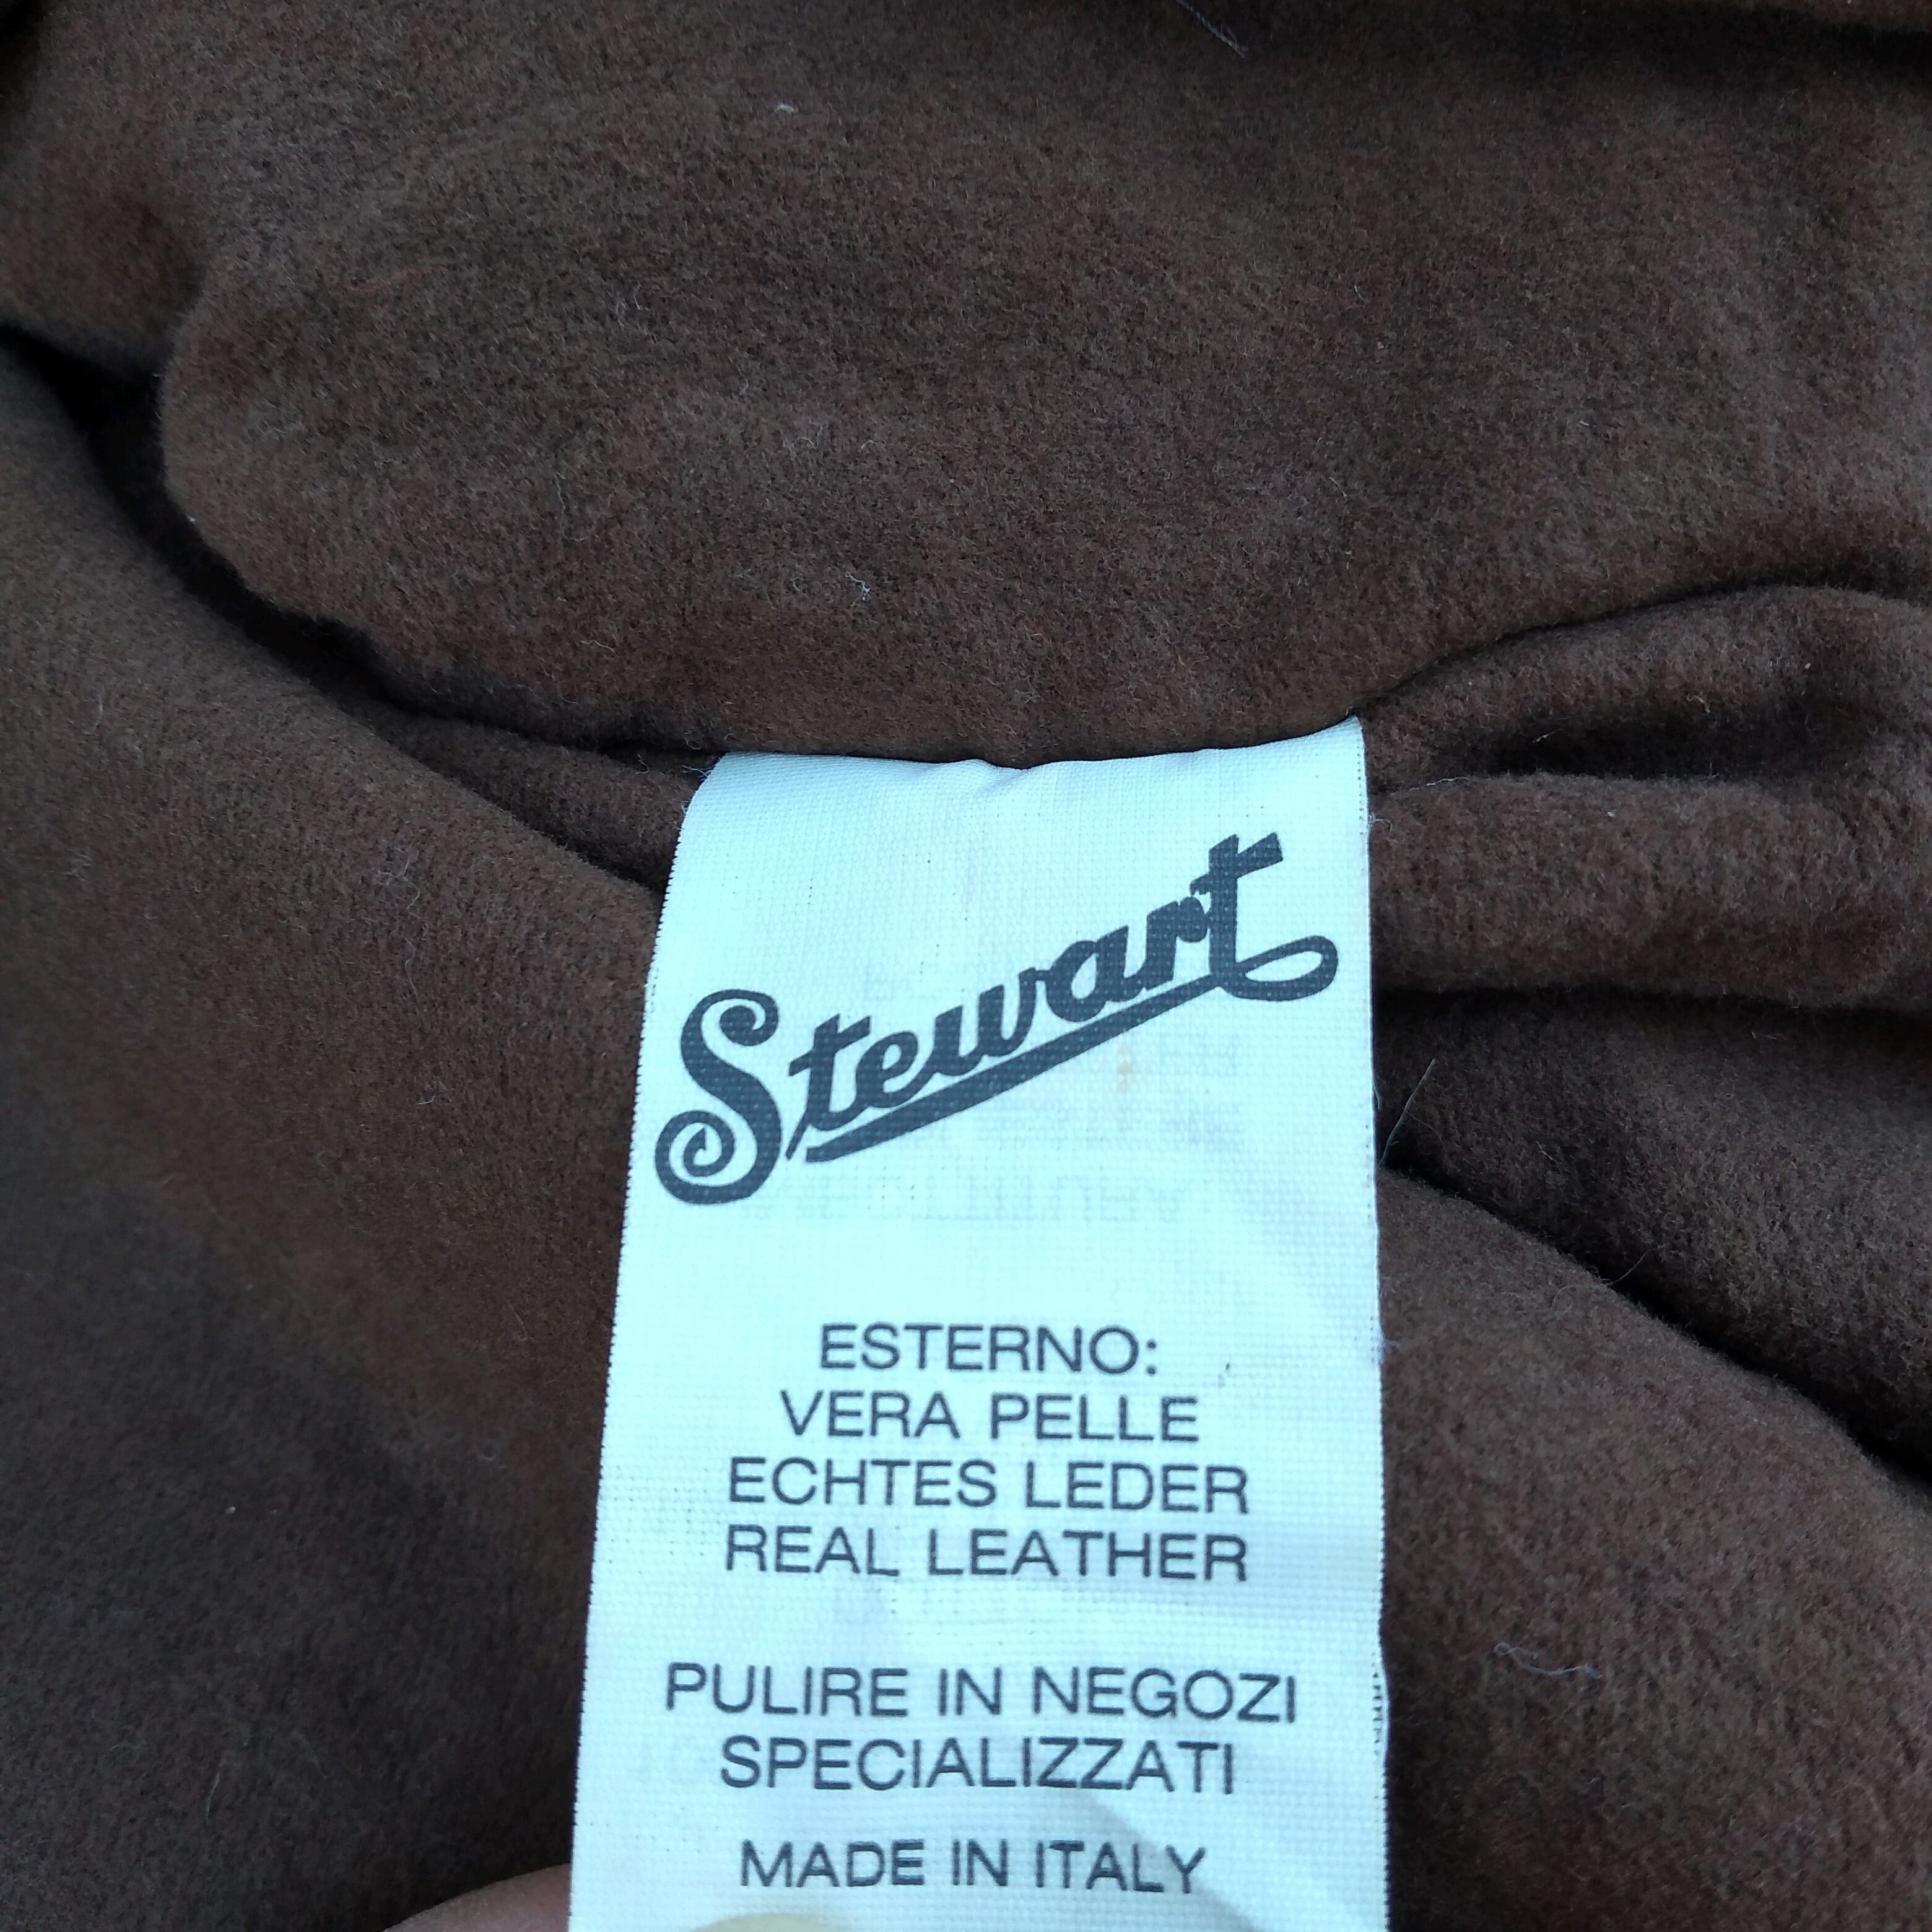 Stewart
ESTERNO:
VERA PELLE
ECHTES LEDER
REAL LEATHER
PULIRE IN NEGOZI
SPECIALIZZATI
MADE IN ITALY